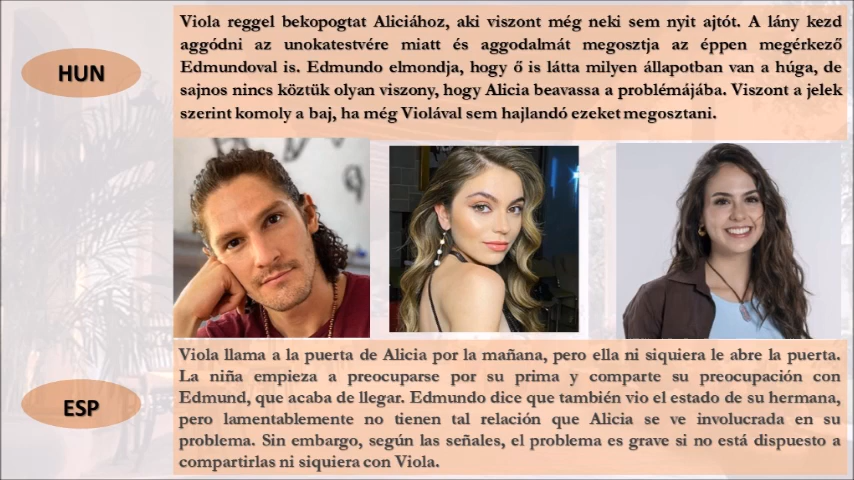 HUN
Viola reggel bekopogtat Aliciához, aki viszont még neki sem nyit ajtót. A lány kezd
aggódni az unokatestvére miatt és aggodalmát megosztja az éppen megérkező
Edmundoval is. Edmundo elmondja, hogy ő is látta milyen állapotban van a húga, de
sajnos nincs köztük olyan viszony, hogy Alicia beavassa a problémájába. Viszont a jelek
szerint komoly a baj, ha még Violával sem hajlandó ezeket megosztani.
ESP
Viola llama a la puerta de Alicia por la mañana, pero ella ni siquiera le abre la puerta.
La niña empieza a preocuparse por su prima y comparte su preocupación con
Edmund, que acaba de llegar. Edmundo dice que también vio el estado de su hermana,
pero lamentablemente no tienen tal relación que Alicia se ve involucrada en su
problema. Sin embargo, según las señales, el problema es grave si no está dispuesto a
compartirlas ni siquiera con Viola.